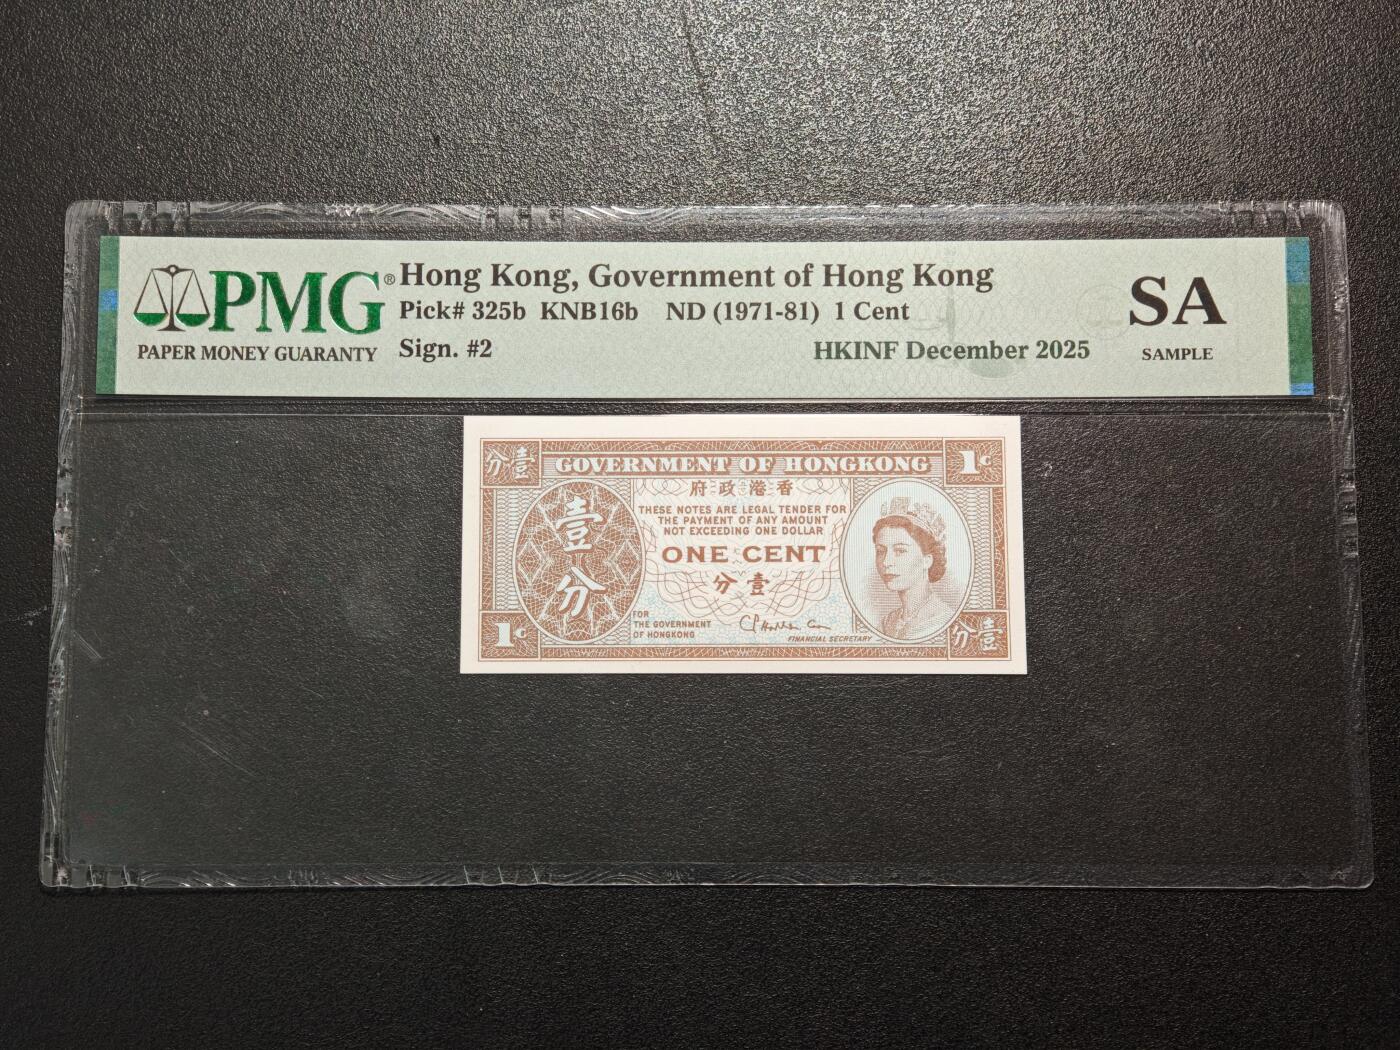 PMG®
PAPER MONEY GUARANTY
Hong Kong, Government of Hong Kong
Pick# 325b KNB16b ND (1971-81) 1 Cent
Sign. #2
HKINF December 2025
SA
SAMPLE
分壹
GOVERNMENT OF HONGKONG
1c
府政港香
THESE NOTES ARE LEGAL TENDER FOR
THE PAYMENT OF ANY AMOUNT
NOT EXCEEDING ONE DOLLAR
壹分
ONE CENT
分壹
FOR
THE GOVERNMENT
OF HONGKONG
FINANCIAL SECRETARY
1c
分壹